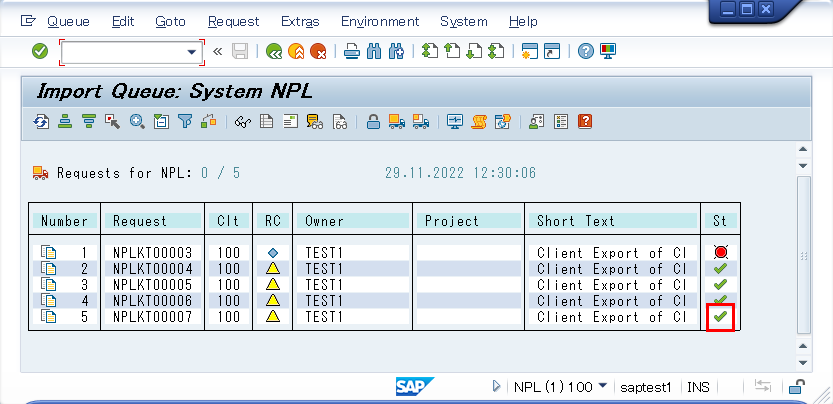 Queue Edit Goto Request Extras Environment System Help
Import Queue: System NPL
Requests for NPL: 0 / 5 29.11.2022 12:30:06
Number Request Clt RC Owner Project Short Text St
1 NPLKT00003 100 TEST1 Client Export of Cl
2 NPLKT00004 100 TEST1 Client Export of Cl
3 NPLKT00005 100 TEST1 Client Export of Cl
4 NPLKT00006 100 TEST1 Client Export of Cl
5 NPLKT00007 100 TEST1 Client Export of Cl
SAP NPL (1) 100 saptest1 INS